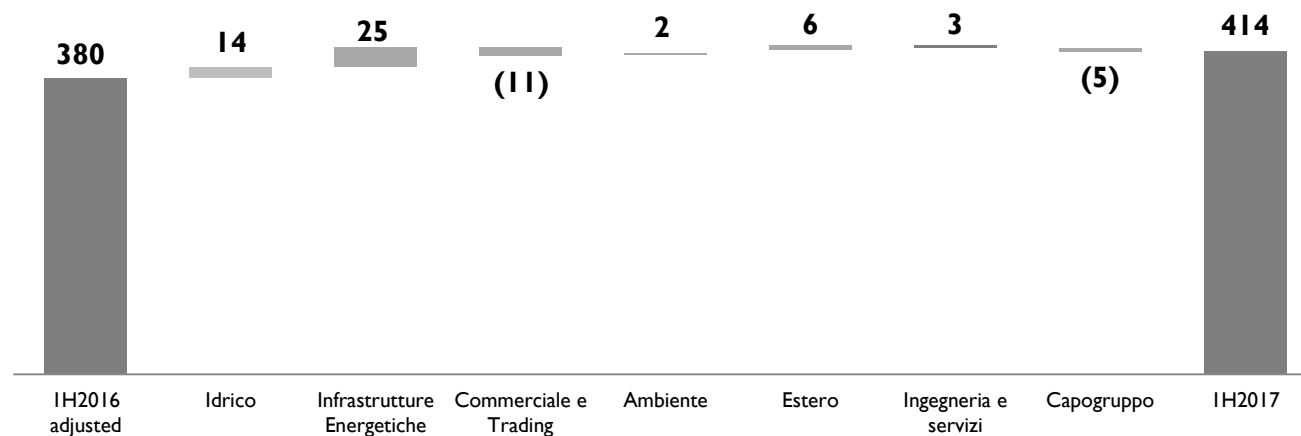 380
14
25
(11)
2
6
3
(5)
414
1H2016
adjusted
Idrico
Infrastrutture
Energetiche
Commerciale e
Trading
Ambiente
Estero
Ingegneria e
servizi
Capogruppo
1H2017